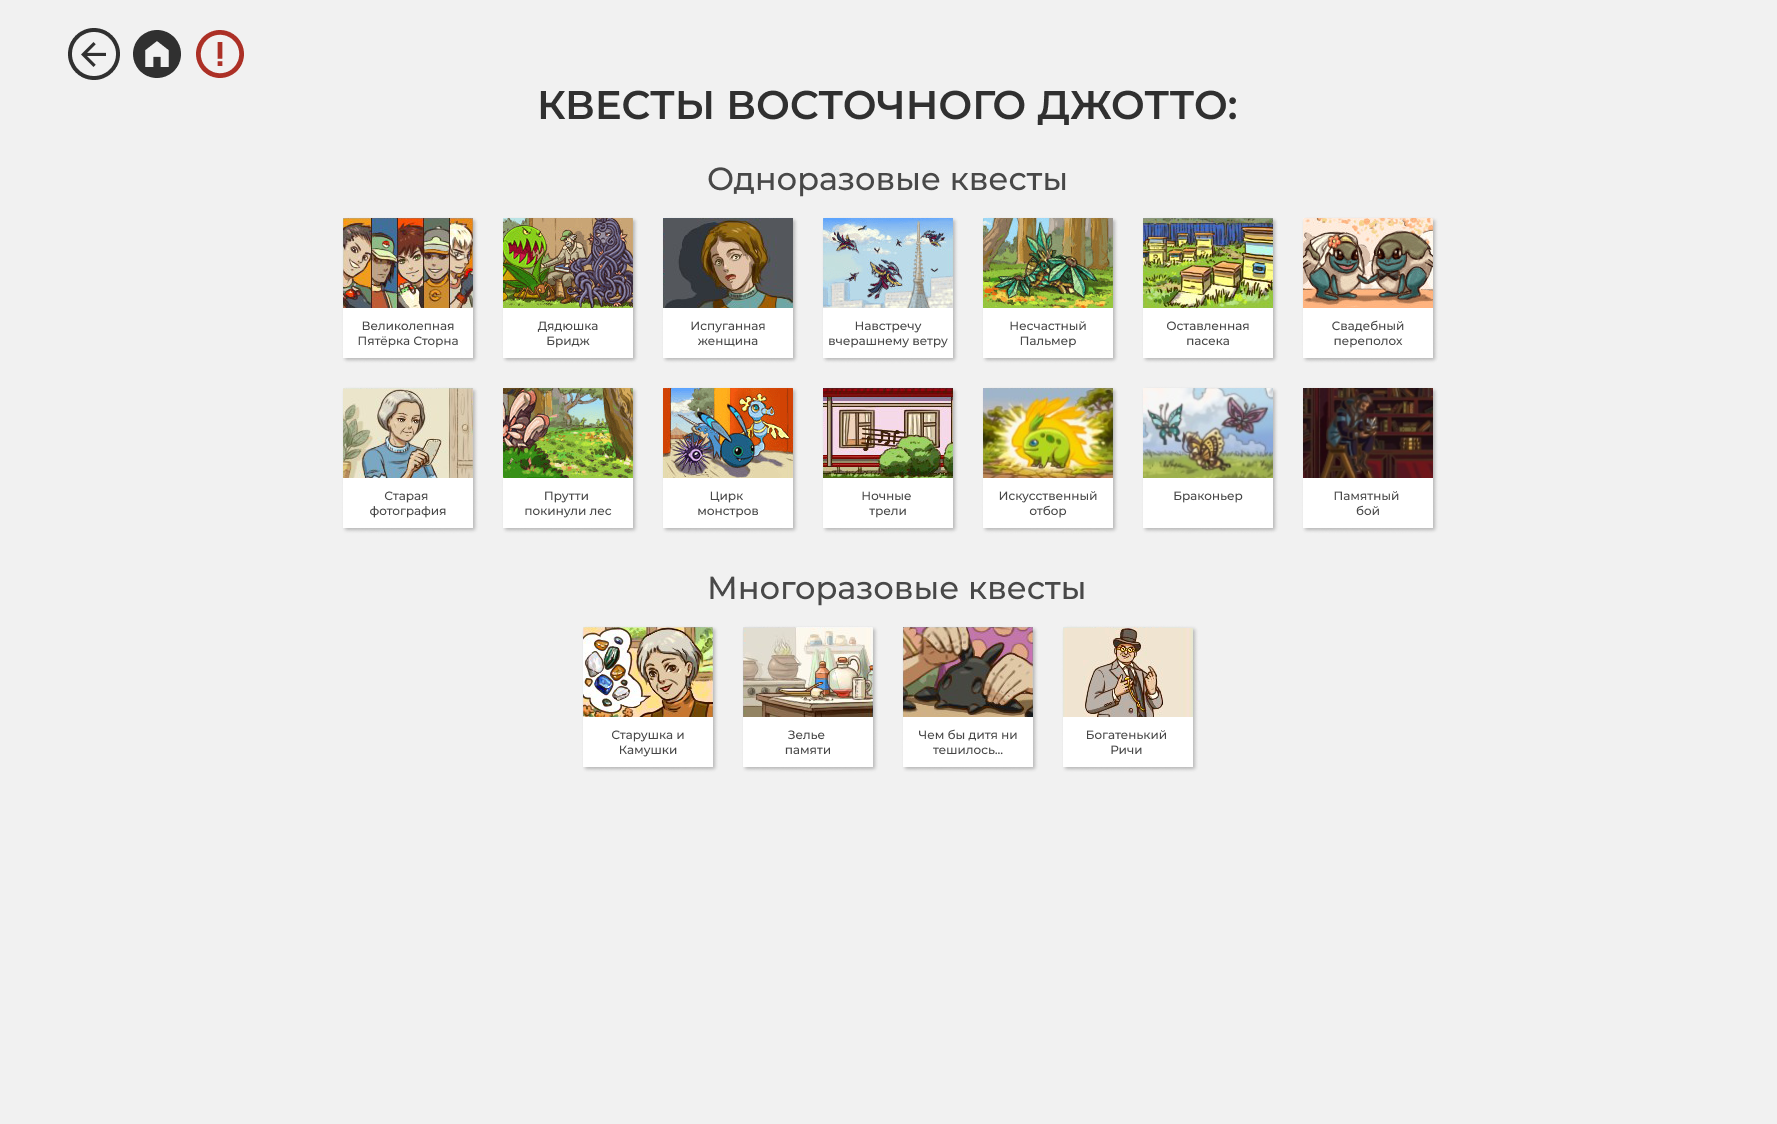 КВЕСТЫ ВОСТОЧНОГО ДЖОТТО:
Одноразовые квесты
Великолепная
Пятёрка Сторна
Дядюшка
Бридж
Испуганная
женщина
Навстречу
вчерашнему ветру
Несчастный
Пальмер
Оставленная
пасека
Свадебный
переполох
Старая
фотография
Прутти
покинули лес
Цирк
монстров
Ночные
трели
Искусственный
отбор
Браконьер
Памятный
бой
Многоразовые квесты
Старушка и
Камушки
Зелье
памяти
Чем бы дитя ни
тешилось...
Богатенький
Ричи